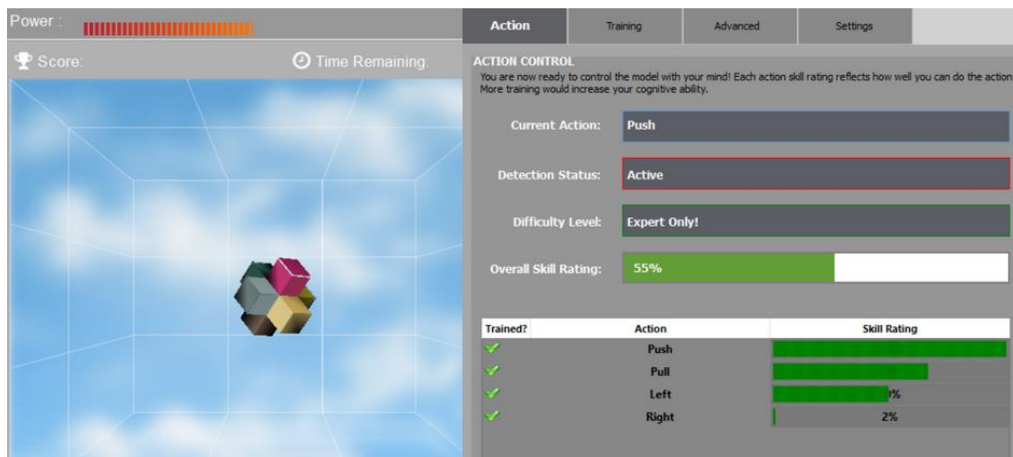 Power :
Score:
Time Remaining:
Action
Training
Advanced
Settings
ACTION CONTROL
You are now ready to control the model with your mind! Each action skill rating reflects how well you can do the action
More training would increase your cognitive ability.
Current Action: Push
Detection Status: Active
Difficulty Level: Expert Only!
Overall Skill Rating: 55%
Trained? Action Skill Rating
Push
Pull
Left
Right 2%